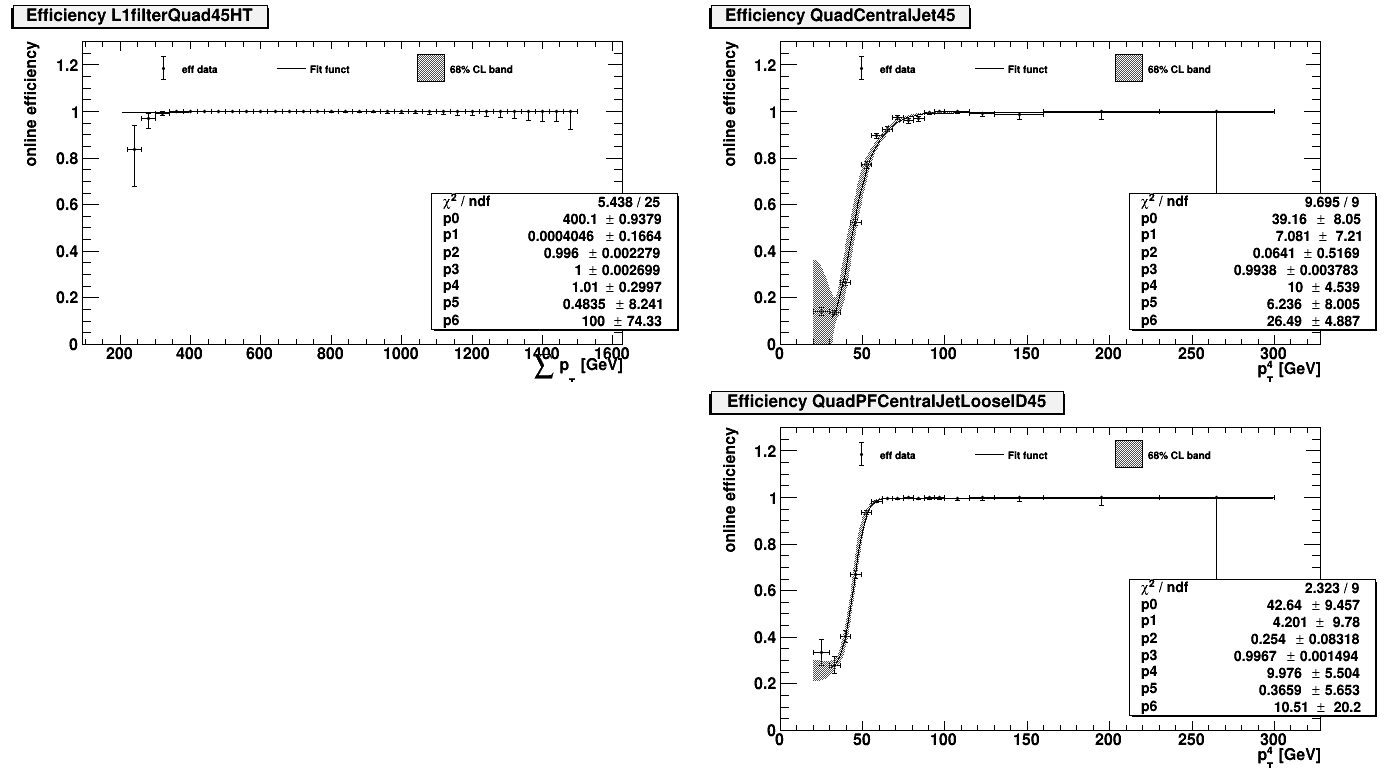 Efficiency L1filterQuad45HT
online efficiency
eff data
Fit funct
68% CL band
1.2
1
0.8
0.6
0.4
0.2
0
200 400 600 800 1000 1200 1400 1600
∑ p_T [GeV]
χ² / ndf 5.438 / 25
p0 400.1 ± 0.9379
p1 0.0004046 ± 0.1664
p2 0.996 ± 0.002279
p3 1 ± 0.002699
p4 1.01 ± 0.2997
p5 0.4835 ± 8.241
p6 100 ± 74.33
Efficiency QuadCentralJet45
online efficiency
eff data
Fit funct
68% CL band
1.2
1
0.8
0.6
0.4
0.2
0
0 50 100 150 200 250 300
p_T^4 [GeV]
χ² / ndf 9.695 / 9
p0 39.16 ± 8.05
p1 7.081 ± 7.21
p2 0.0641 ± 0.5169
p3 0.9938 ± 0.003783
p4 10 ± 4.539
p5 6.236 ± 8.005
p6 26.49 ± 4.887
Efficiency QuadPFCentralJetLooseID45
online efficiency
eff data
Fit funct
68% CL band
1.2
1
0.8
0.6
0.4
0.2
0
0 50 100 150 200 250 300
p_T^4 [GeV]
χ² / ndf 2.323 / 9
p0 42.64 ± 9.457
p1 4.201 ± 9.78
p2 0.254 ± 0.08318
p3 0.9967 ± 0.001494
p4 9.976 ± 5.504
p5 0.3659 ± 5.653
p6 10.51 ± 20.2